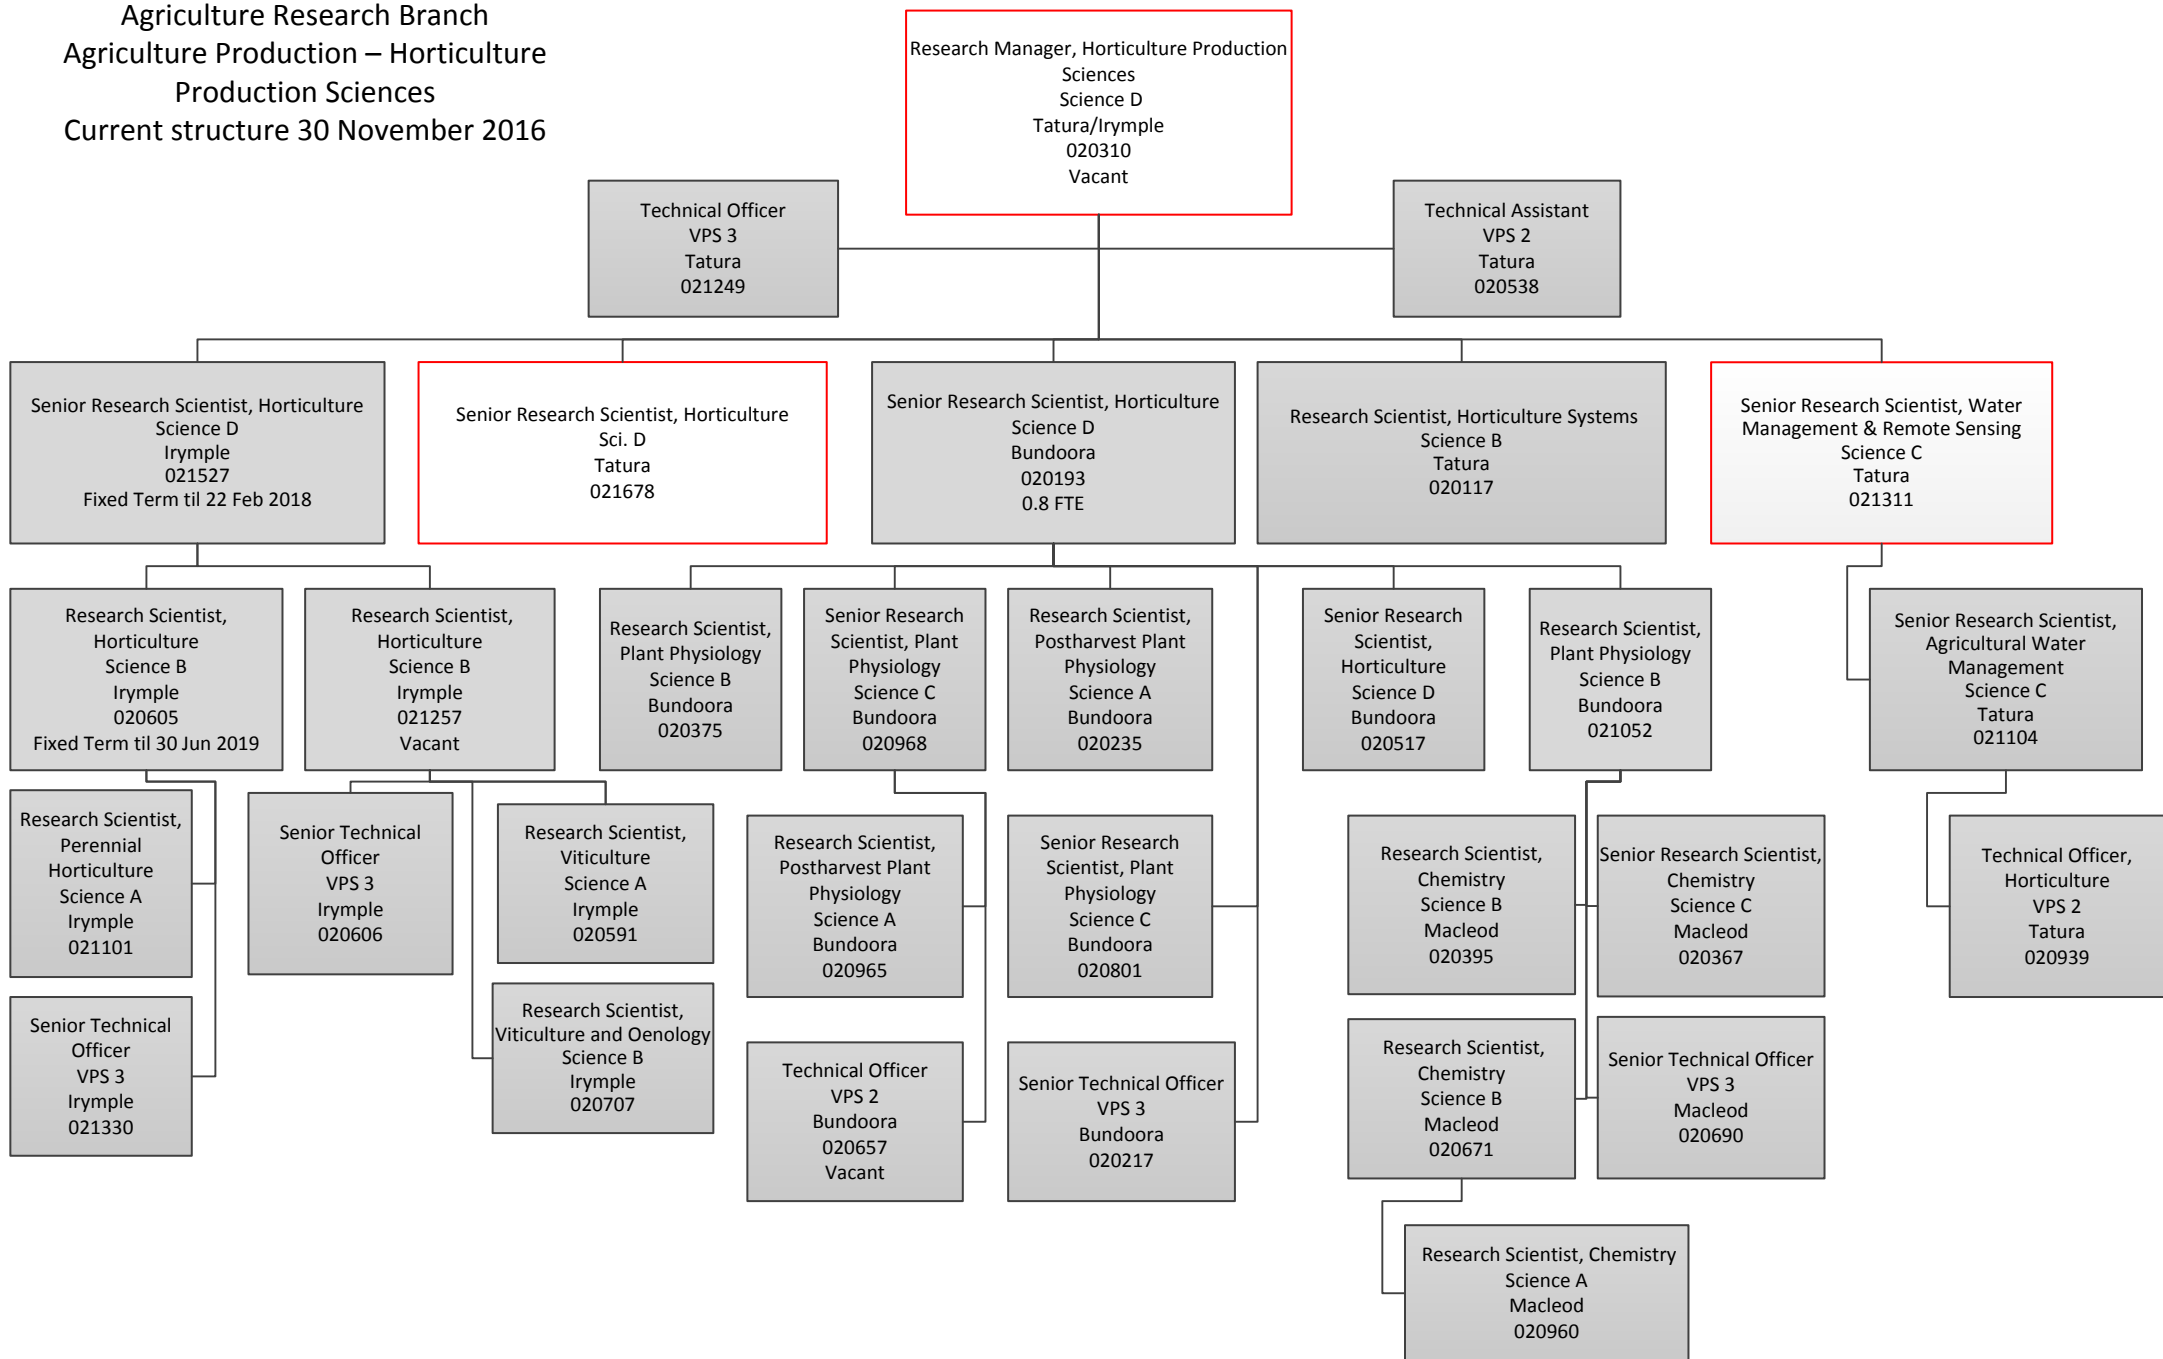 Agriculture Research Branch
Agriculture Production – Horticulture
Production Sciences
Current structure 30 November 2016
Research Manager, Horticulture Production
Sciences
Science D
Tatura/Irymple
020310
Vacant
Technical Officer
VPS 3
Tatura
021249
Technical Assistant
VPS 2
Tatura
020538
Senior Research Scientist, Horticulture
Science D
Irymple
021527
Fixed Term til 22 Feb 2018
Senior Research Scientist, Horticulture
Sci. D
Tatura
021678
Senior Research Scientist, Horticulture
Science D
Bundoora
020193
0.8 FTE
Research Scientist, Horticulture Systems
Science B
Tatura
020117
Senior Research Scientist, Water
Management & Remote Sensing
Science C
Tatura
021311
Research Scientist,
Horticulture
Science B
Irymple
020605
Fixed Term til 30 Jun 2019
Research Scientist,
Horticulture
Science B
Irymple
021257
Vacant
Research Scientist,
Plant Physiology
Science B
Bundoora
020375
Senior Research
Scientist, Plant
Physiology
Science C
Bundoora
020968
Research Scientist,
Postharvest Plant
Physiology
Science A
Bundoora
020235
Senior Research
Scientist,
Horticulture
Science D
Bundoora
020517
Research Scientist,
Plant Physiology
Science B
Bundoora
021052
Senior Research Scientist,
Agricultural Water
Management
Science C
Tatura
021104
Research Scientist,
Perennial
Horticulture
Science A
Irymple
021101
Senior Technical
Officer
VPS 3
Irymple
020606
Research Scientist,
Viticulture
Science A
Irymple
020591
Research Scientist,
Postharvest Plant
Physiology
Science A
Bundoora
020965
Senior Research
Scientist, Plant
Physiology
Science C
Bundoora
020801
Research Scientist,
Chemistry
Science B
Macleod
020395
Senior Research Scientist,
Chemistry
Science C
Macleod
020367
Technical Officer,
Horticulture
VPS 2
Tatura
020939
Senior Technical
Officer
VPS 3
Irymple
021330
Research Scientist,
Viticulture and Oenology
Science B
Irymple
020707
Technical Officer
VPS 2
Bundoora
020657
Vacant
Senior Technical Officer
VPS 3
Bundoora
020217
Research Scientist,
Chemistry
Science B
Macleod
020671
Senior Technical Officer
VPS 3
Macleod
020690
Research Scientist, Chemistry
Science A
Macleod
020960